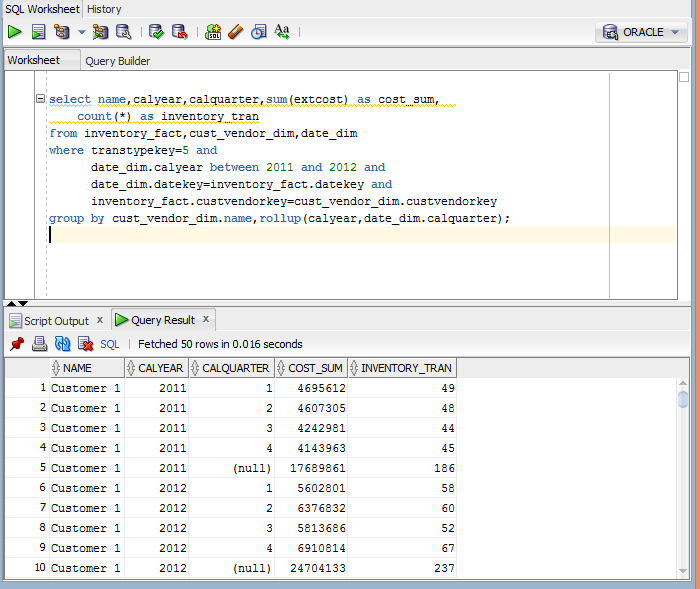 SQL Worksheet History
ORACLE
Worksheet Query Builder
select name,calyear,calquarter,sum(extcost) as cost_sum,
count(*) as inventory_tran
from inventory_fact,cust_vendor_dim,date_dim
where transtypekey=5 and
date_dim.calyear between 2011 and 2012 and
date_dim.datekey=inventory_fact.datekey and
inventory_fact.custvendorkey=cust_vendor_dim.custvendorkey
group by cust_vendor_dim.name,rollup(calyear,date_dim.calquarter);
Script Output x Query Result x
SQL Fetched 50 rows in 0.016 seconds
NAME CALYEAR CALQUARTER COST_SUM INVENTORY_TRAN
1 Customer 1 2011 1 4695612 49
2 Customer 1 2011 2 4607305 48
3 Customer 1 2011 3 4242981 44
4 Customer 1 2011 4 4143963 45
5 Customer 1 2011 (null) 17689861 186
6 Customer 1 2012 1 5602801 58
7 Customer 1 2012 2 6376832 60
8 Customer 1 2012 3 5813686 52
9 Customer 1 2012 4 6910814 67
10 Customer 1 2012 (null) 24704133 237